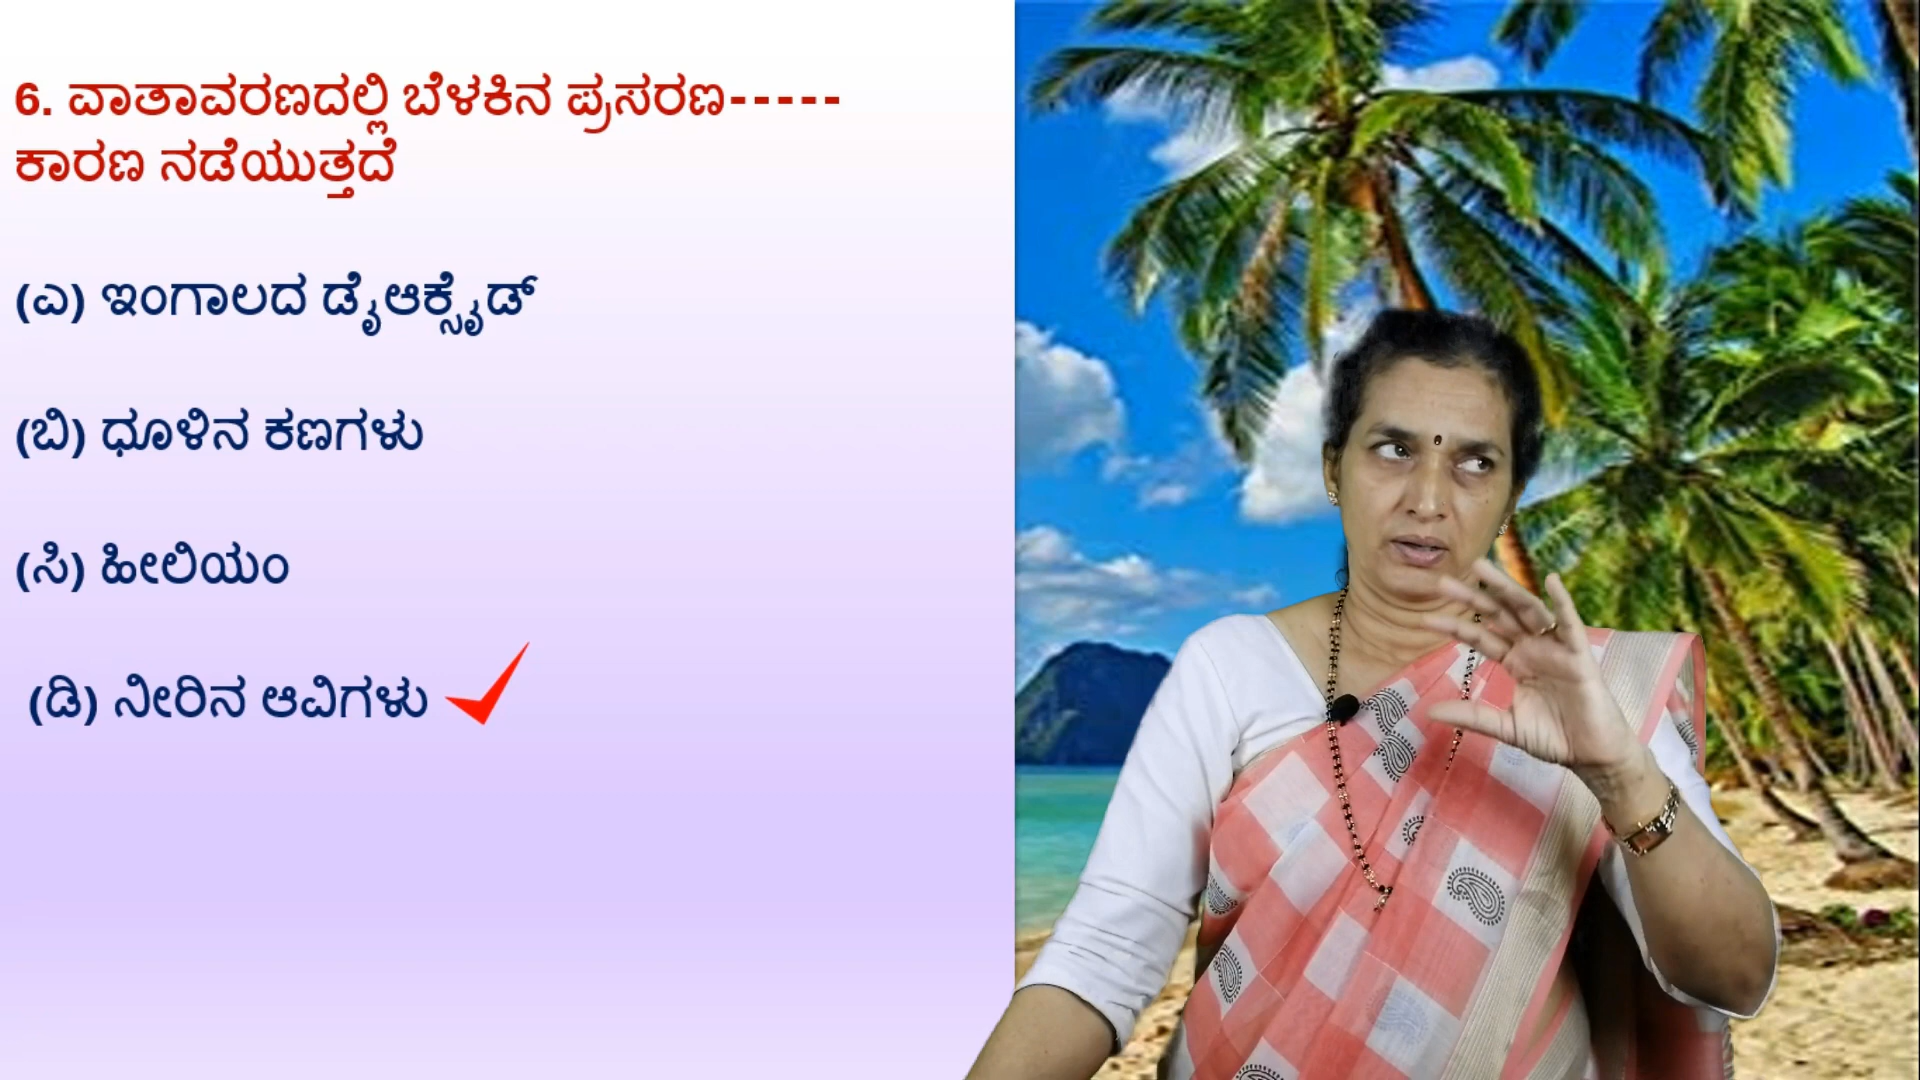 6. ವಾತಾವರಣದಲ್ಲಿ ಬೆಳಕಿನ ಪ್ರಸರಣ-----
ಕಾರಣ ನಡೆಯುತ್ತದೆ
(ಎ) ಇಂಗಾಲದ ಡೈಆಕ್ಸೈಡ್
(ಬಿ) ಧೂಳಿನ ಕಣಗಳು
(ಸಿ) ಹೀಲಿಯಂ
(ಡಿ) ನೀರಿನ ಆವಿಗಳು